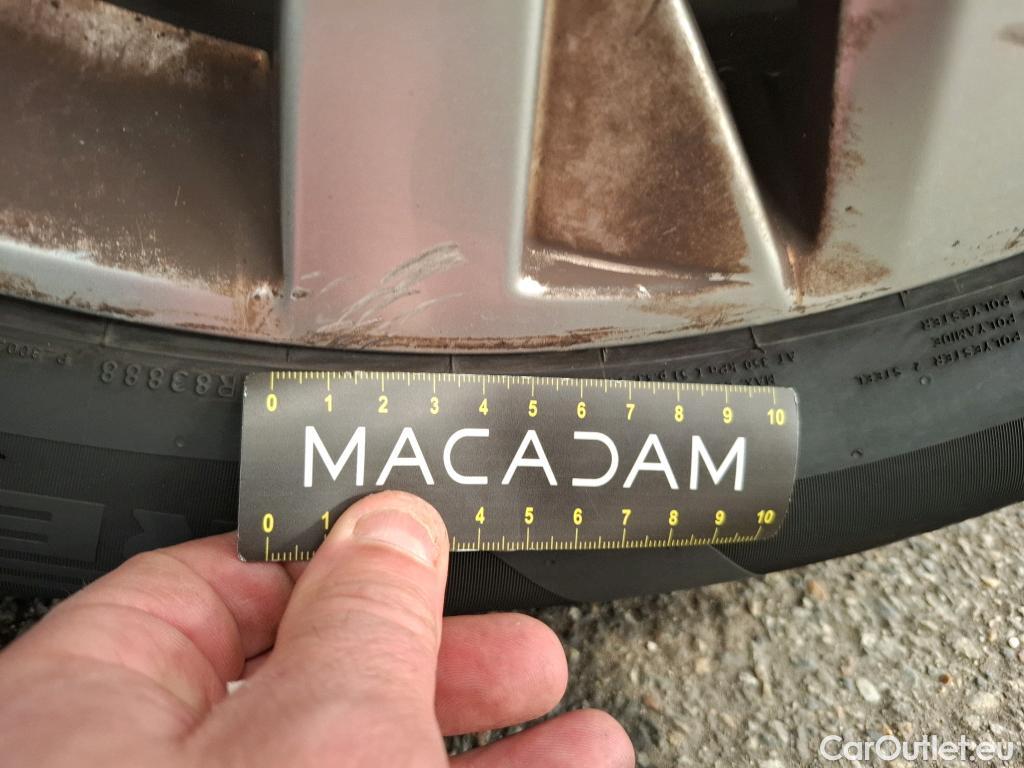 R83888
POLYESTER
POLYAMIDE
POLYESTER 2 STEEL
0 1 2 3 4 5 6 7 8 9 10
MACADAM
0 1 4 5 6 7 8 9 10
CarOutlet.eu